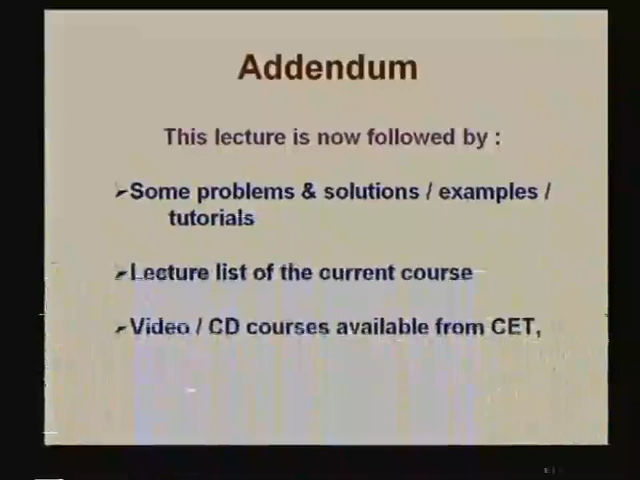 Addendum
This lecture is now followed by :
➢Some problems & solutions / examples /
tutorials
➢Lecture list of the current course
➢Video / CD courses available from CET,